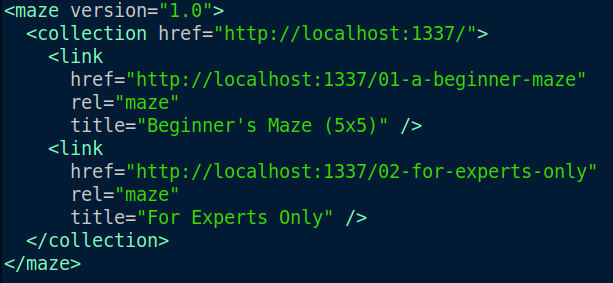 <maze version="1.0">
  <collection href="http://localhost:1337/">
    <link
      href="http://localhost:1337/01-a-beginner-maze"
      rel="maze"
      title="Beginner's Maze (5x5)" />
    <link
      href="http://localhost:1337/02-for-experts-only"
      rel="maze"
      title="For Experts Only" />
  </collection>
</maze>